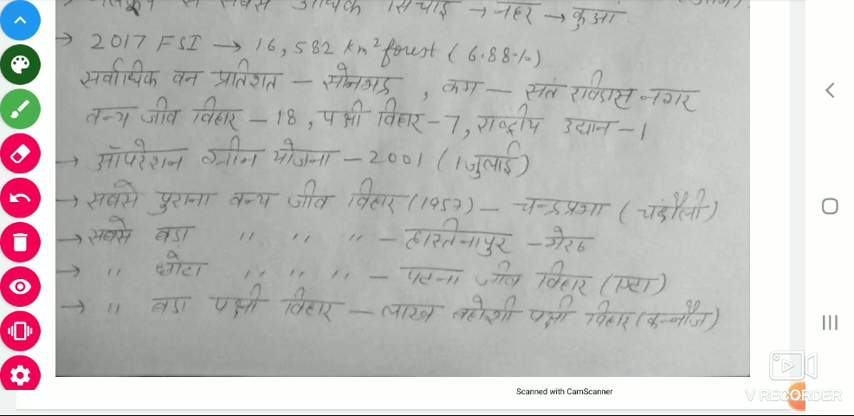 से सबसे अधिक सिंचाई → नहर → कुआं
→ 2017 FSI → 16,582 km² forest (6.88%)
सर्वाधिक वन प्रतिशत – सोनभद्र, कम – संत रविदास नगर
वन्य जीव विहार – 18, पक्षी विहार – 7, राष्ट्रीय उद्यान – 1
→ ऑपरेशन ग्रीन योजना – 2001 (1 जुलाई)
→ सबसे पुराना वन्य जीव विहार (1957) – चन्द्रप्रभा (चंदौली)
→ सबसे बडा " " " – हस्तिनापुर – मेरठ
→ " छोटा " " " – पटना जीव विहार (एटा)
→ " बडा पक्षी विहार – लाख बहोशी पक्षी विहार (कन्नौज)
Scanned with CamScanner
V RECORDER